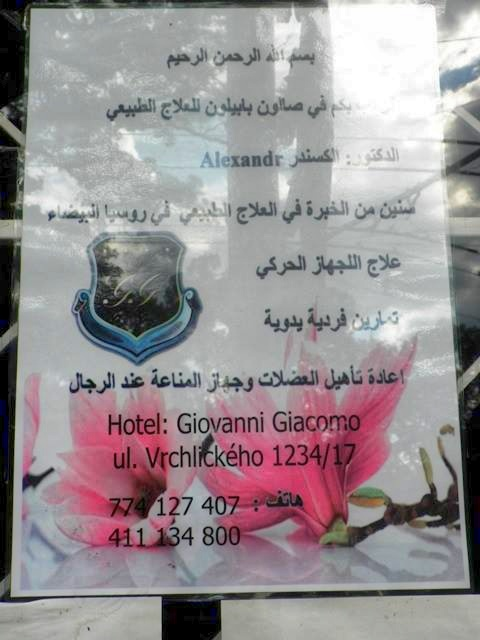 بسم الله الرحمن الرحيم
بكم في صالون بابيلون للعلاج الطبيعي
الدكتور: الكسندر Alexandr
سنين من الخبرة في العلاج الطبيعي في روسيا البيضاء
علاج اللجهاز الحركي
تمارين فردية يدوية
اعادة تأهيل العضلات وجهاز المناعة عند الرجال
Hotel: Giovanni Giacomo
ul. Vrchlického 1234/17
هاتف : 774 127 407
411 134 800